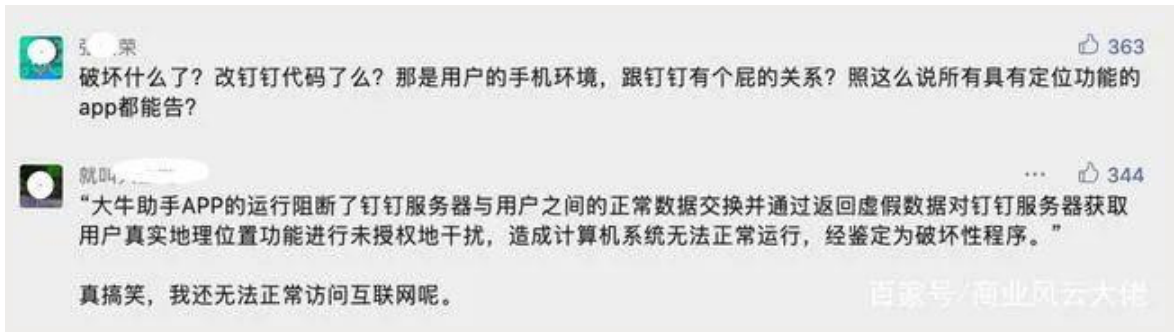 荣
363
破坏什么了？改钉钉代码了么？那是用户的手机环境，跟钉钉有个屁的关系？照这么说所有具有定位功能的
app都能告？
就叫
344
“大牛助手APP的运行阻断了钉钉服务器与用户之间的正常数据交换并通过返回虚假数据对钉钉服务器获取
用户真实地理位置功能进行未授权地干扰，造成计算机系统无法正常运行，经鉴定为破坏性程序。”
真搞笑，我还无法正常访问互联网呢。
百家号/商业风云大佬